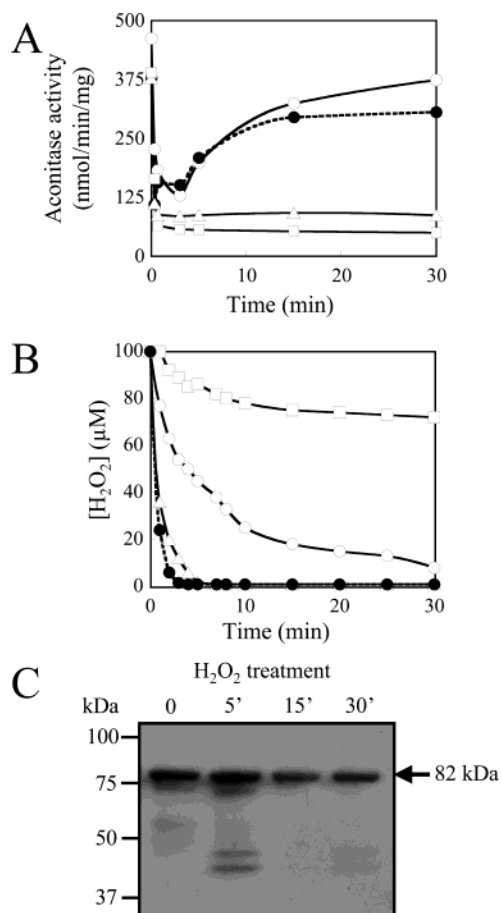 A
Aconitase activity
(nmol/min/mg)
500
375
250
125
0
0
10
20
30
Time (min)
B
[H₂O₂] (µM)
100
80
60
40
20
0
0
10
20
30
Time (min)
C
H₂O₂ treatment
kDa 0 5’ 15’ 30’
100
75
50
37
82 kDa